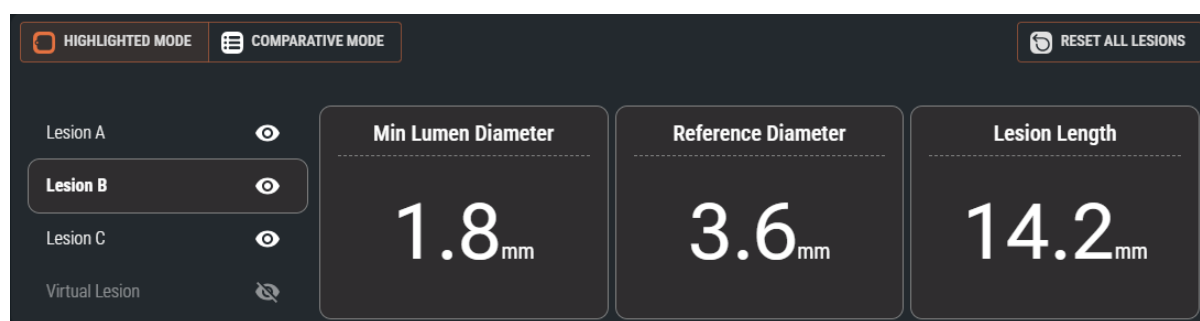 HIGHLIGHTED MODE
COMPARATIVE MODE
RESET ALL LESIONS
Lesion A
Lesion B
Lesion C
Virtual Lesion
Min Lumen Diameter
1.8mm
Reference Diameter
3.6mm
Lesion Length
14.2mm